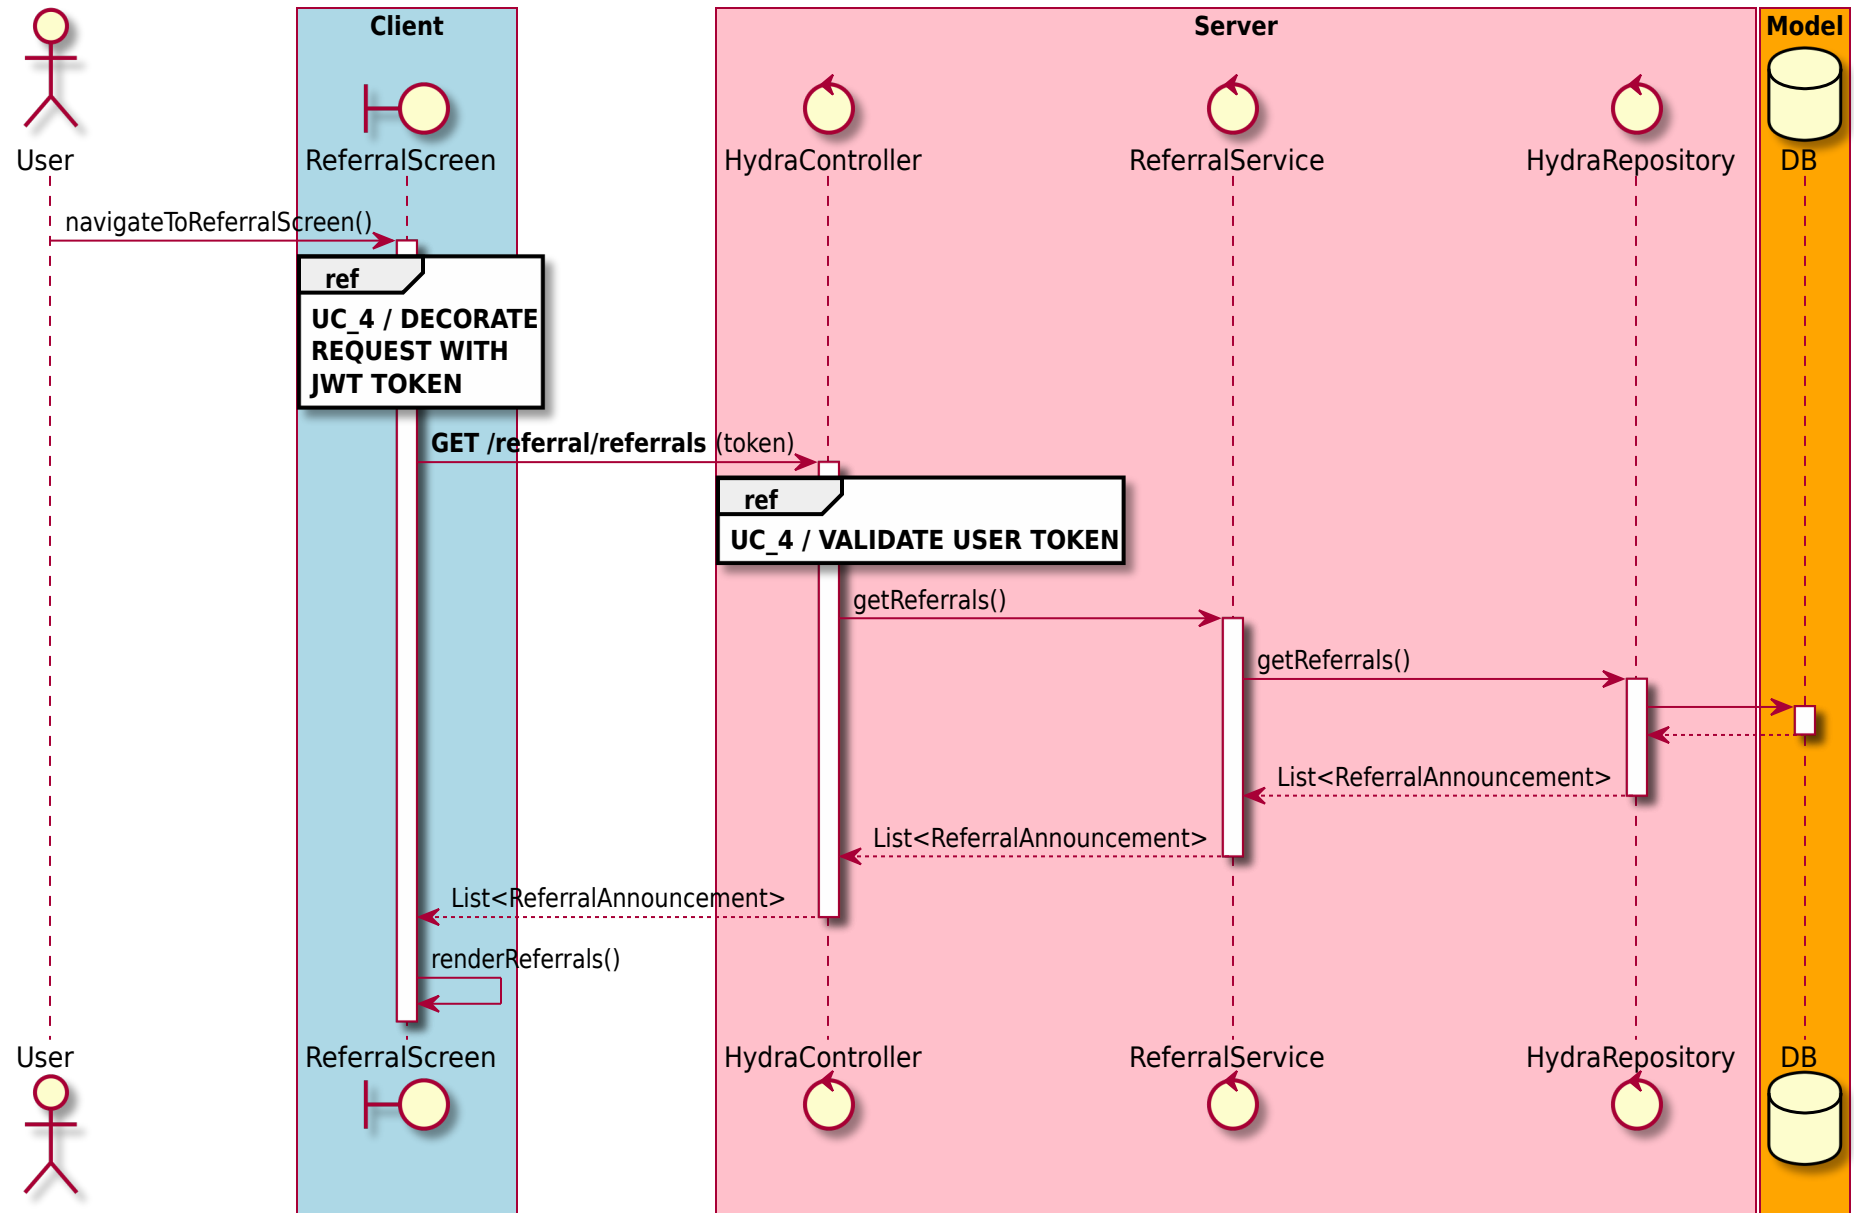 Client
Server
Model
User
ReferralScreen
HydraController
ReferralService
HydraRepository
DB
navigateToReferralScreen()
ref
UC_4 / DECORATE
REQUEST WITH
JWT TOKEN
GET /referral/referrals (token)
ref
UC_4 / VALIDATE USER TOKEN
getReferrals()
getReferrals()
List<ReferralAnnouncement>
List<ReferralAnnouncement>
List<ReferralAnnouncement>
renderReferrals()
User
ReferralScreen
HydraController
ReferralService
HydraRepository
DB